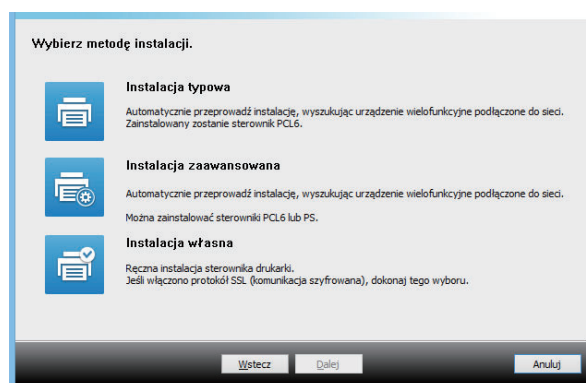 Wybierz metodę instalacji.
Instalacja typowa
Automatycznie przeprowadź instalację, wyszukując urządzenie wielofunkcyjne podłączone do sieci.
Zainstalowany zostanie sterownik PCL6.
Instalacja zaawansowana
Automatycznie przeprowadź instalację, wyszukując urządzenie wielofunkcyjne podłączone do sieci.
Można zainstalować sterowniki PCL6 lub PS.
Instalacja własna
Ręczna instalacja sterownika drukarki.
Jeśli włączono protokół SSL (komunikacja szyfrowana), dokonaj tego wyboru.
Wstecz Dalej Anuluj